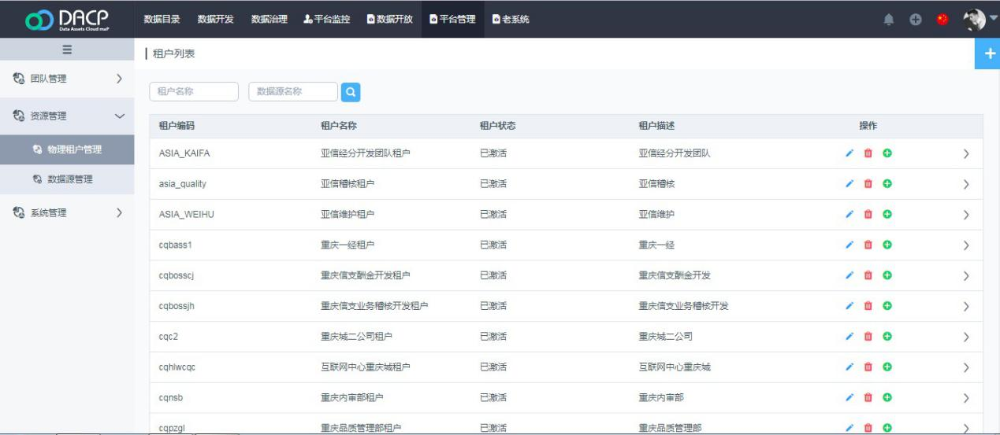 DACP
Data Assets Cloud maP
数据目录 数据开发 数据治理 平台监控 数据开放 平台管理 老系统
租户列表
团队管理
资源管理
物理租户管理
数据源管理
系统管理
租户名称 数据源名称
租户编码 租户名称 租户状态 租户描述 操作
ASIA_KAIFA 亚信经分开发团队租户 已激活 亚信经分开发团队
asia_quality 亚信稽核租户 已激活 亚信稽核
ASIA_WEIHU 亚信维护租户 已激活 亚信维护
cqbass1 重庆一经租户 已激活 重庆一经
cqbosscj 重庆信支酬金开发租户 已激活 重庆信支酬金开发
cqbossjh 重庆信支业务稽核开发租户 已激活 重庆信支业务稽核开发
cqc2 重庆城二公司租户 已激活 重庆城二公司
cqhlwcqc 互联网中心重庆城租户 已激活 互联网中心重庆城
cqnsb 重庆内审部租户 已激活 重庆内审部
cqpzgl 重庆品质管理部租户 已激活 重庆品质管理部